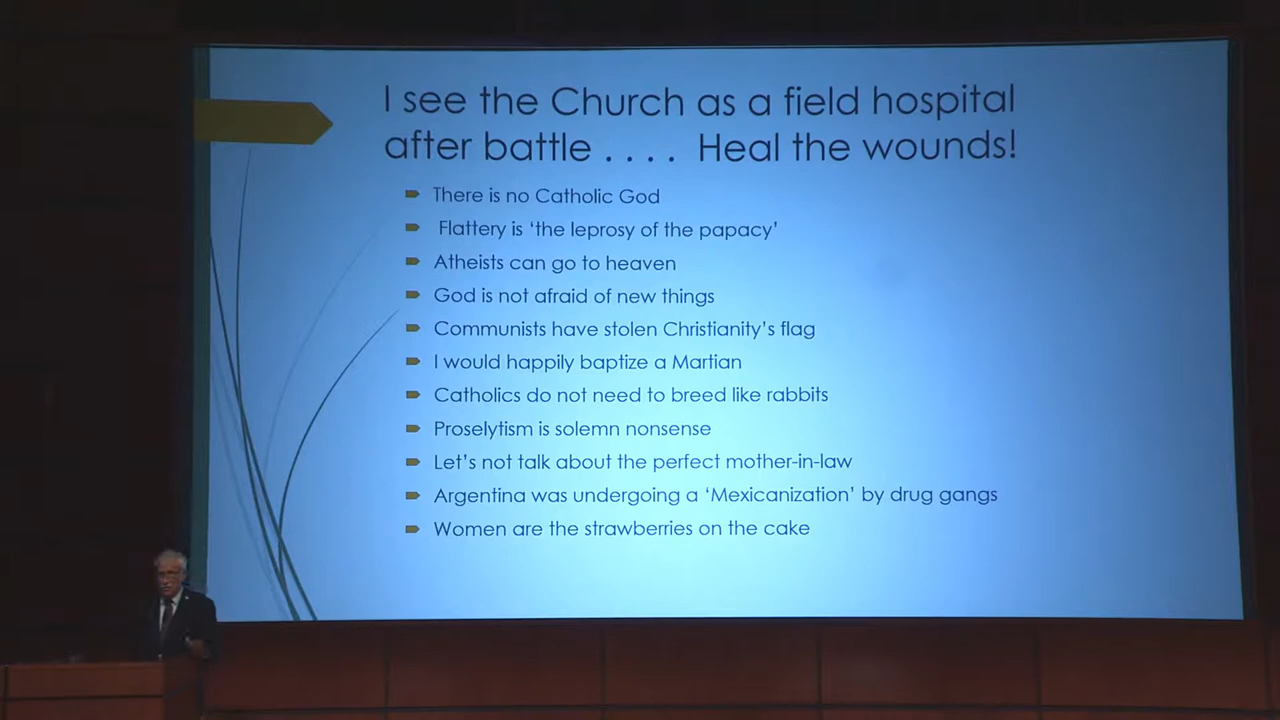 I see the Church as a field hospital
after battle . . . . Heal the wounds!
There is no Catholic God
Flattery is ‘the leprosy of the papacy’
Atheists can go to heaven
God is not afraid of new things
Communists have stolen Christianity’s flag
I would happily baptize a Martian
Catholics do not need to breed like rabbits
Proselytism is solemn nonsense
Let’s not talk about the perfect mother-in-law
Argentina was undergoing a ‘Mexicanization’ by drug gangs
Women are the strawberries on the cake